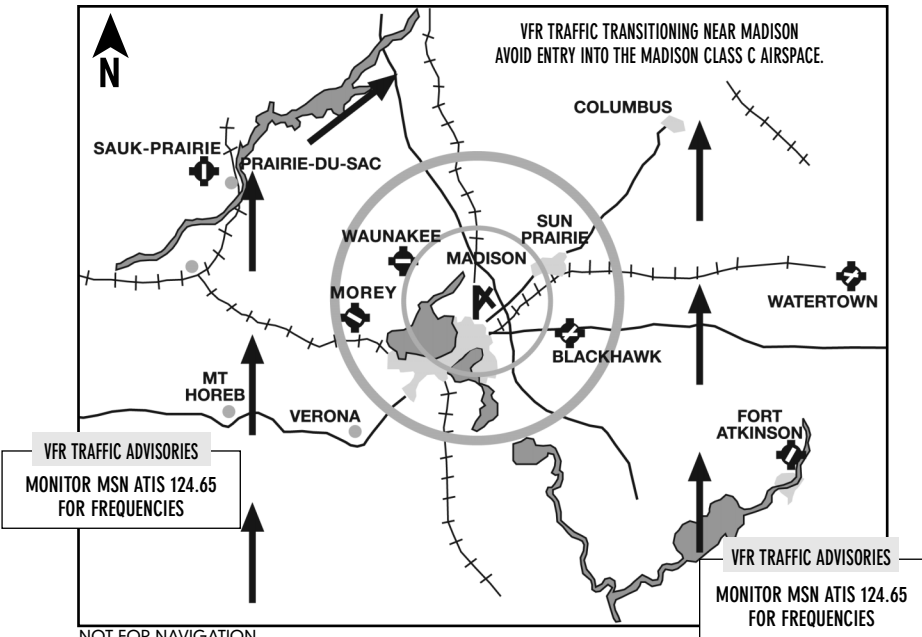 VFR TRAFFIC TRANSITIONING NEAR MADISON
AVOID ENTRY INTO THE MADISON CLASS C AIRSPACE.
N
COLUMBUS
SAUK-PRAIRIE
PRAIRIE-DU-SAC
SUN
PRAIRIE
WAUNAKEE
MADISON
MOREY
WATERTOWN
BLACKHAWK
MT
HOREB
VERONA
FORT
ATKINSON
VFR TRAFFIC ADVISORIES
MONITOR MSN ATIS 124.65
FOR FREQUENCIES
VFR TRAFFIC ADVISORIES
MONITOR MSN ATIS 124.65
FOR FREQUENCIES
NOT FOR NAVIGATION